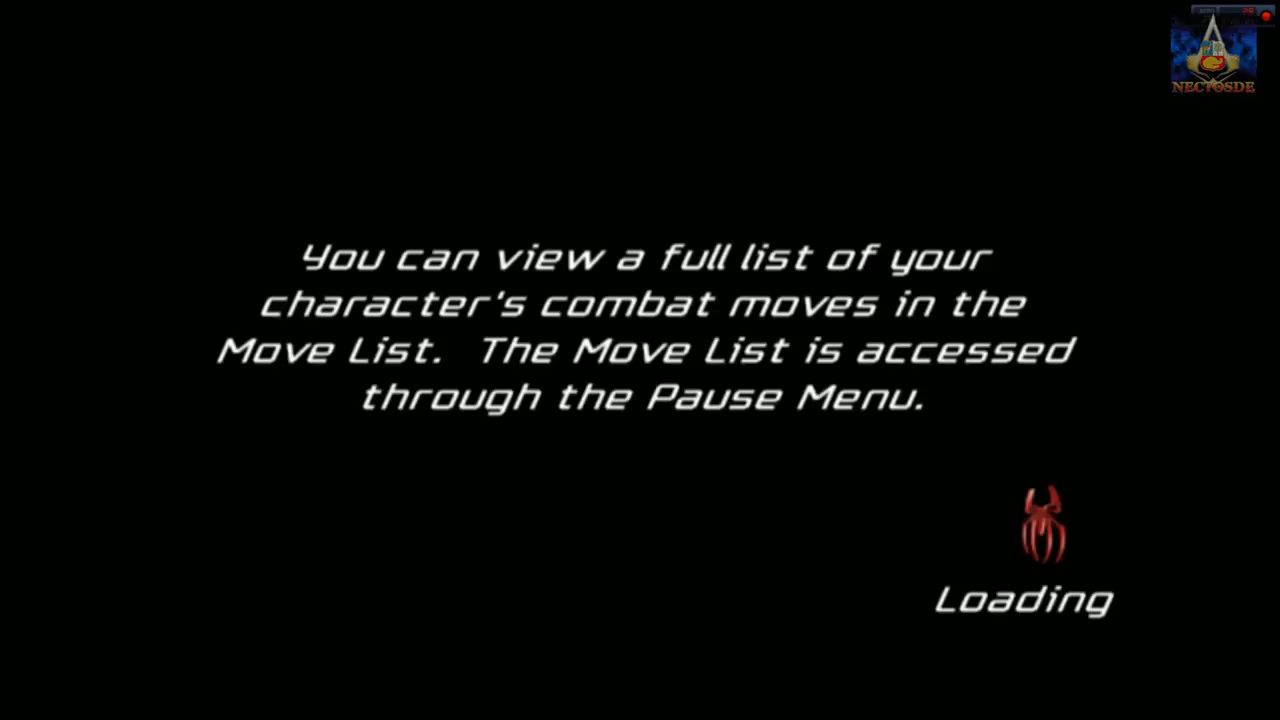 NECTOSDE
You can view a full list of your
character's combat moves in the
Move List.  The Move List is accessed
through the Pause Menu.
Loading